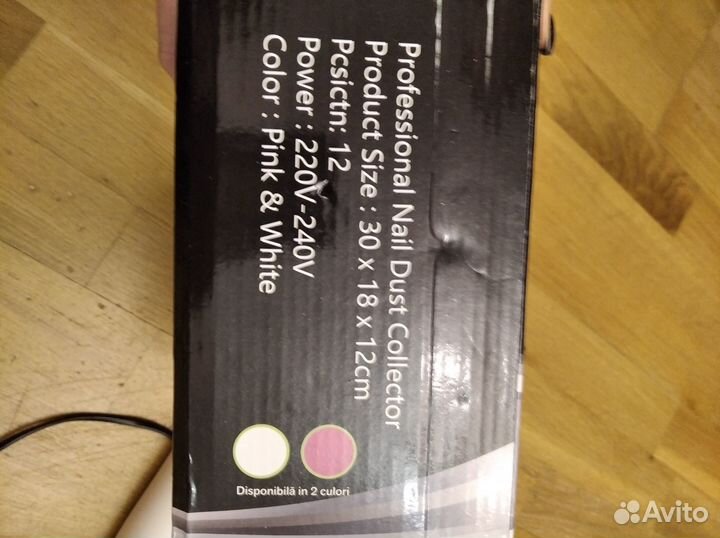 Professional Nail Dust Collector
Product Size : 30 x 18 x 12cm
Pcsictn: 12
Power : 220V-240V
Color : Pink & White
Disponibilă in 2 culori
Avito